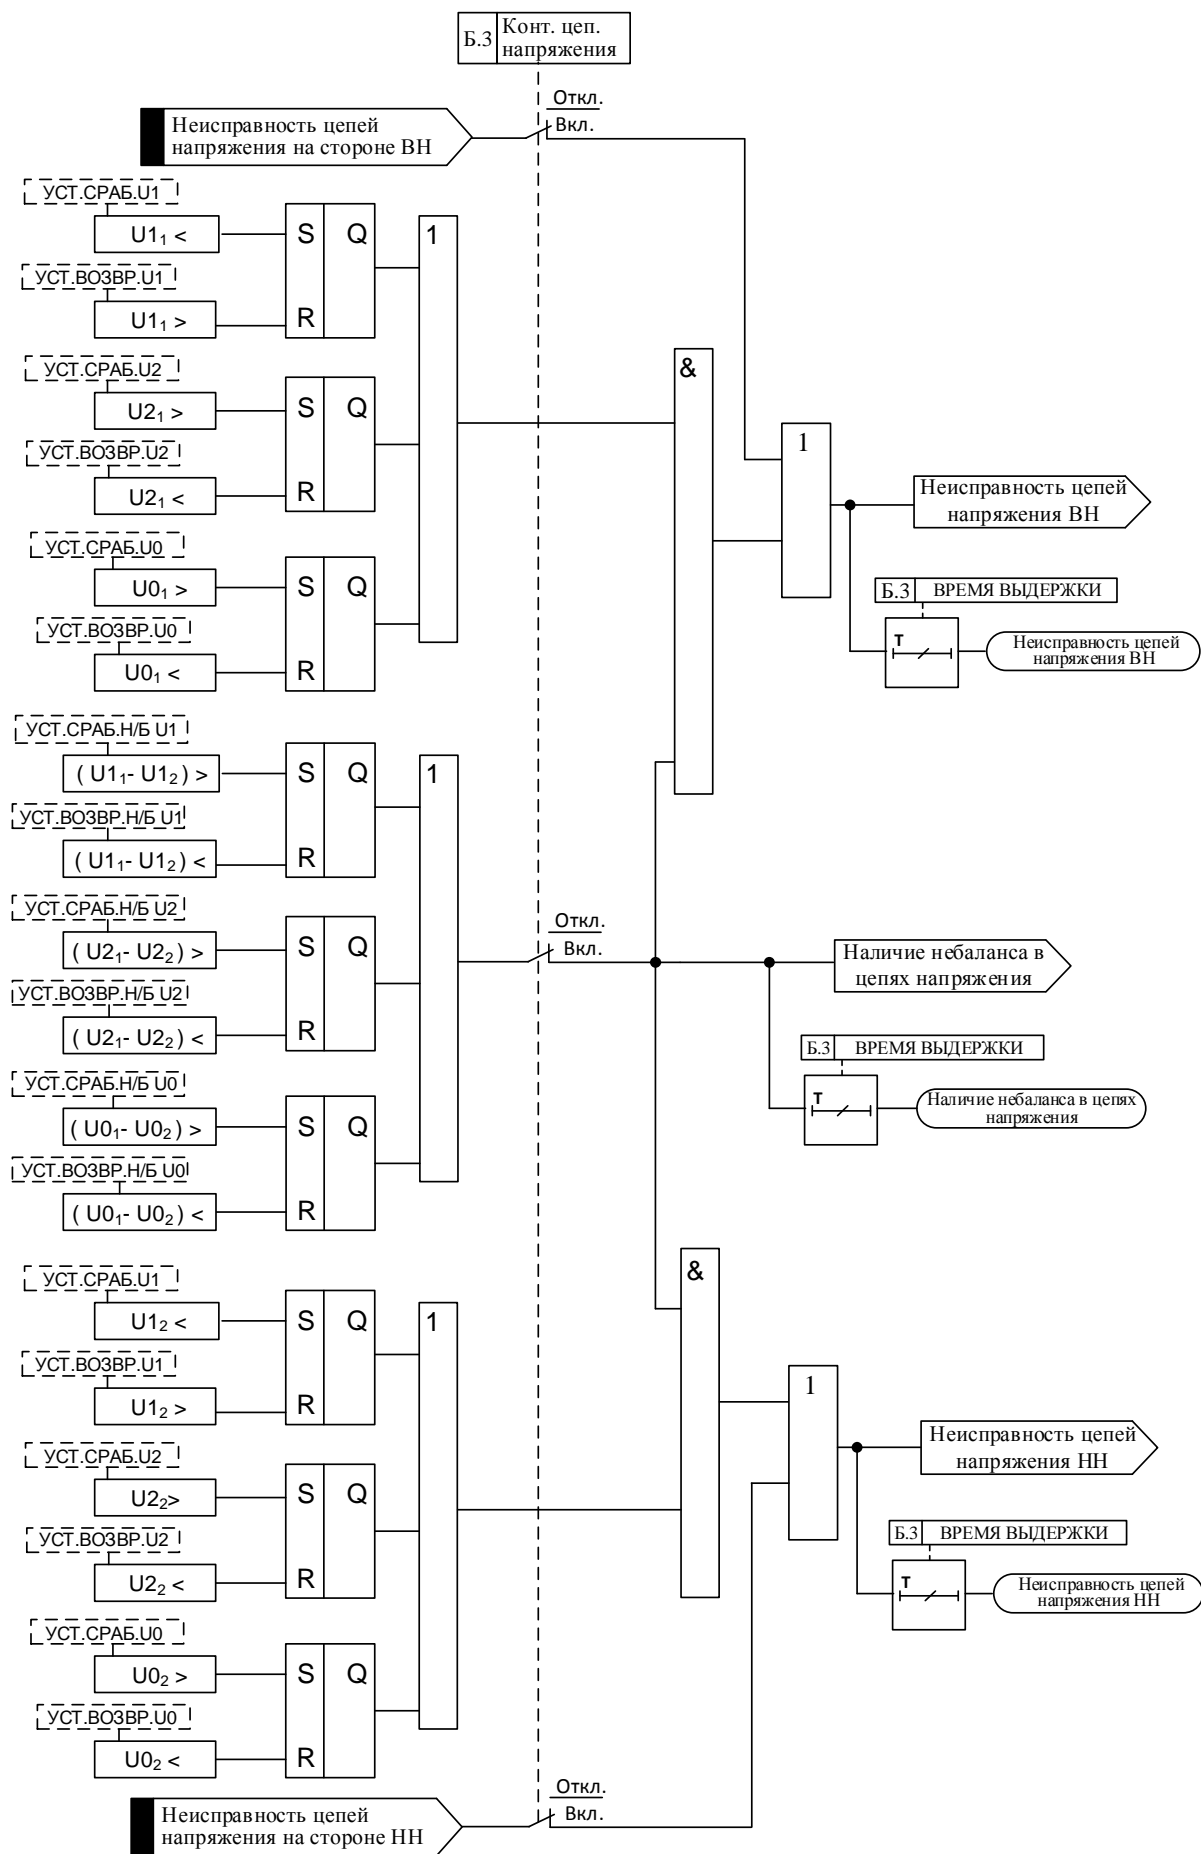 Б.3 Конт. цеп.
напряжения
Откл.
Вкл.
Неисправность цепей
напряжения на стороне ВН
УСТ.СРАБ.U1
U1₁ <
S Q
УСТ.ВОЗВР.U1
U1₁ >
R
1
УСТ.СРАБ.U2
U2₁ >
S Q
УСТ.ВОЗВР.U2
U2₁ <
R
&
1
Неисправность цепей
напряжения ВН
УСТ.СРАБ.U0
U0₁ >
S Q
УСТ.ВОЗВР.U0
U0₁ <
R
Б.3 ВРЕМЯ ВЫДЕРЖКИ
T
Неисправность цепей
напряжения ВН
УСТ.СРАБ.Н/Б U1
( U1₁- U1₂ ) >
S Q
УСТ.ВОЗВР.Н/Б U1
( U1₁- U1₂ ) <
R
1
УСТ.СРАБ.Н/Б U2
( U2₁- U2₂ ) >
S Q
УСТ.ВОЗВР.Н/Б U2
( U2₁- U2₂ ) <
R
Откл.
Вкл.
Наличие небаланса в
цепях напряжения
Б.3 ВРЕМЯ ВЫДЕРЖКИ
T
Наличие небаланса в цепях
напряжения
УСТ.СРАБ.Н/Б U0
( U0₁- U0₂ ) >
S Q
УСТ.ВОЗВР.Н/Б U0
( U0₁- U0₂ ) <
R
&
УСТ.СРАБ.U1
U1₂ <
S Q
УСТ.ВОЗВР.U1
U1₂ >
R
1
1
УСТ.СРАБ.U2
U2₂>
S Q
УСТ.ВОЗВР.U2
U2₂ <
R
Неисправность цепей
напряжения НН
Б.3 ВРЕМЯ ВЫДЕРЖКИ
T
Неисправность цепей
напряжения НН
УСТ.СРАБ.U0
U0₂ >
S Q
УСТ.ВОЗВР.U0
U0₂ <
R
Откл.
Вкл.
Неисправность цепей
напряжения на стороне НН